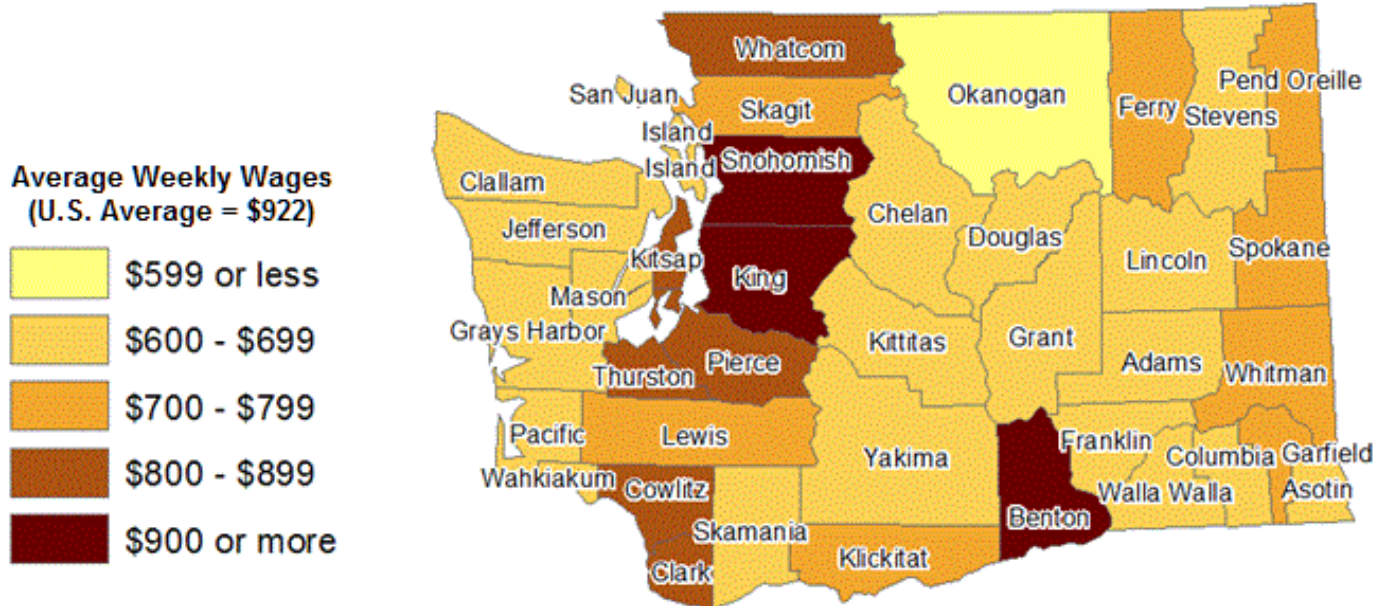 Average Weekly Wages
(U.S. Average = $922)
$599 or less
$600 - $699
$700 - $799
$800 - $899
$900 or more
Whatcom
San Juan
Skagit
Island
Island
Snohomish
Okanogan
Ferry
Stevens
Pend Oreille
Clallam
Jefferson
Kitsap
King
Chelan
Douglas
Lincoln
Spokane
Mason
Grays Harbor
Thurston
Pierce
Kittitas
Grant
Adams
Whitman
Pacific
Lewis
Yakima
Franklin
Columbia
Garfield
Wahkiakum
Cowlitz
Skamania
Benton
Walla Walla
Asotin
Clark
Klickitat